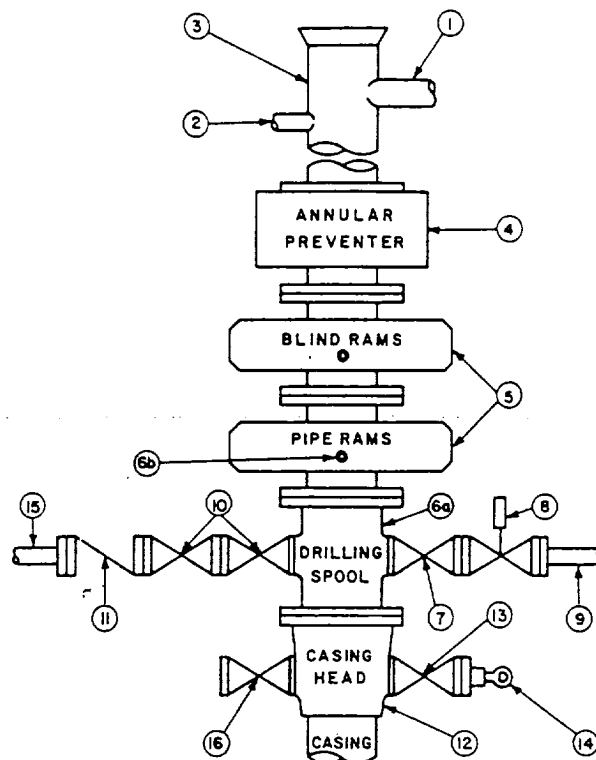 3
1
2
ANNULAR
PREVENTER
4
BLIND RAMS
5
PIPE RAMS
6b
15
10
6a
8
DRILLING
SPOOL
11
7
9
13
CASING
HEAD
16
12
14
CASING